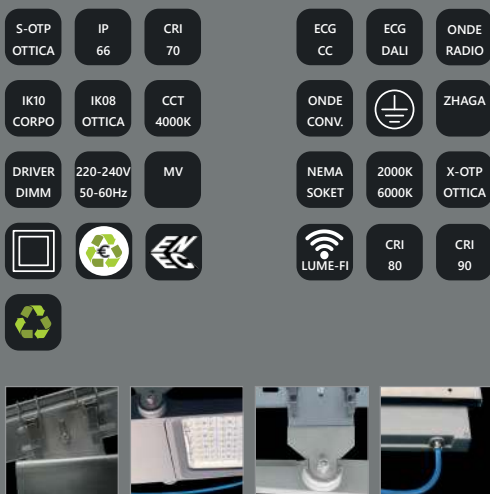 S-OTP
OTTICA
IP
66
CRI
70
ECG
CC
ECG
DALI
ONDE
RADIO
IK10
CORPO
IK08
OTTICA
CCT
4000K
ONDE
CONV.
ZHAGA
DRIVER
DIMM
220-240V
50-60Hz
MV
NEMA
SOKET
2000K
6000K
X-OTP
OTTICA
€
ENEC
LUME-FI
CRI
80
CRI
90